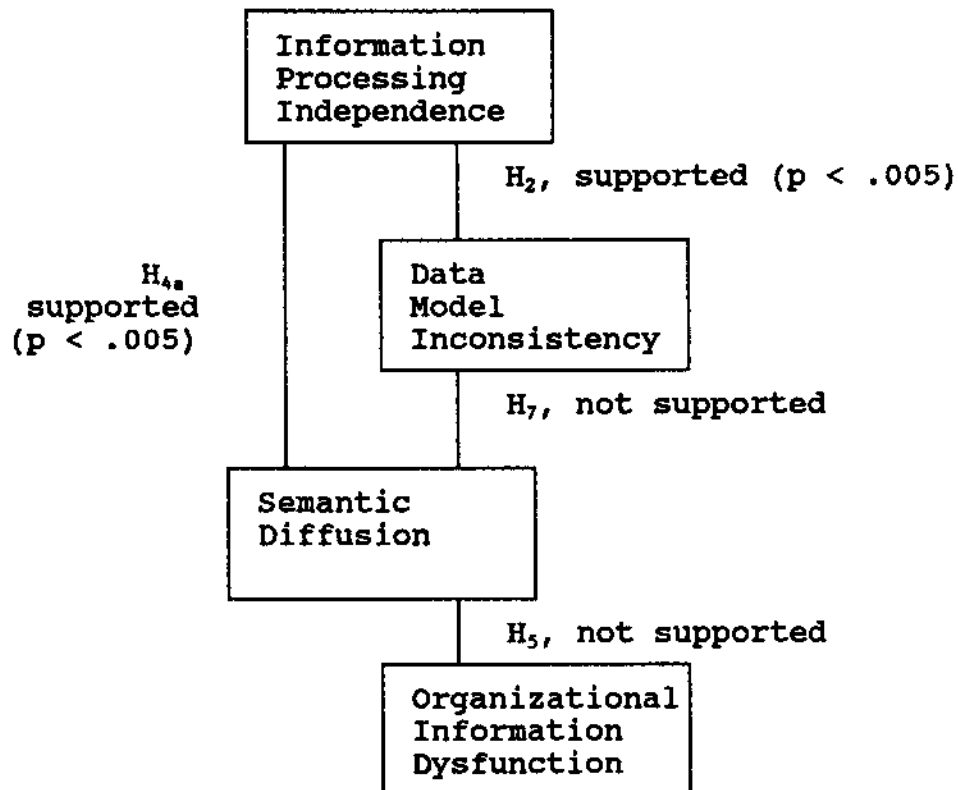 Information
Processing
Independence
H₂, supported (p < .005)
H₄ₐ
supported
(p < .005)
Data
Model
Inconsistency
H₇, not supported
Semantic
Diffusion
H₅, not supported
Organizational
Information
Dysfunction